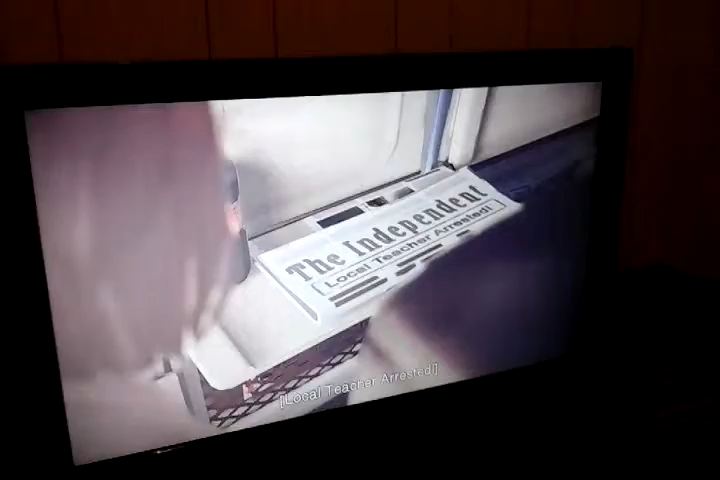 The Independent
Local Teacher Arrested!
[Local Teacher Arrested!]